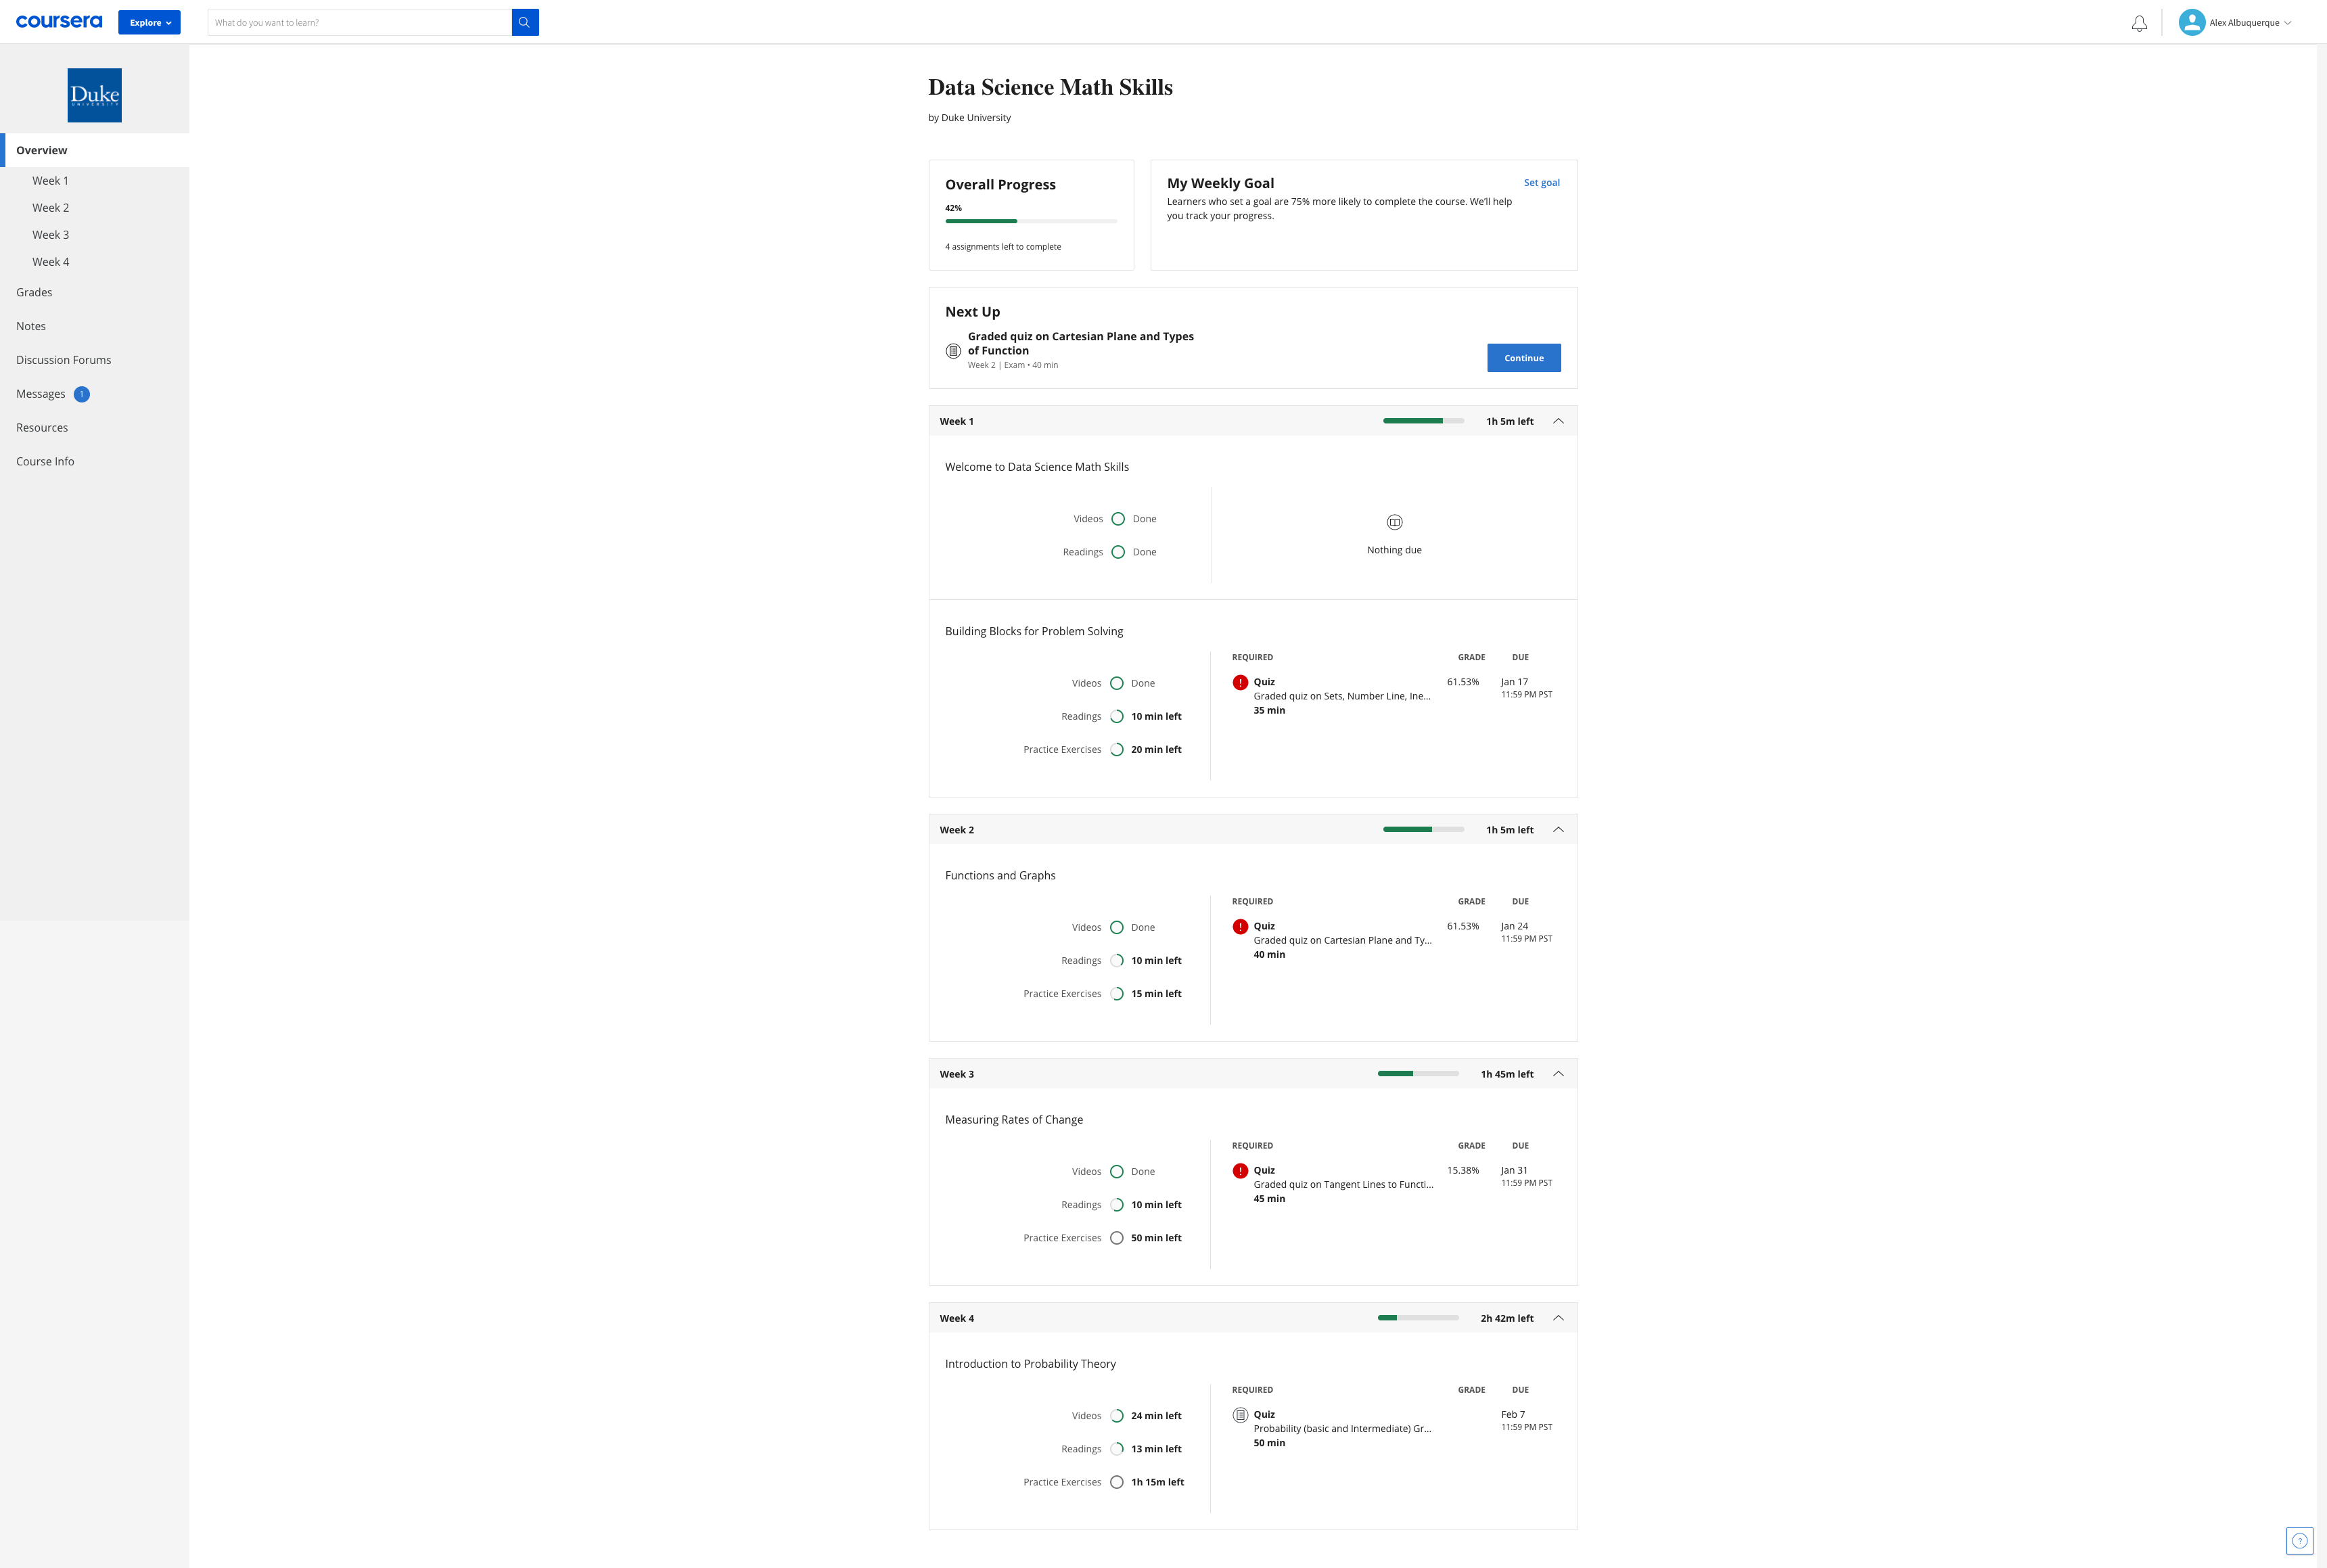 coursera
Explore
What do you want to learn?
Alex Albuquerque
Duke
UNIVERSITY
Overview
Week 1
Week 2
Week 3
Week 4
Grades
Notes
Discussion Forums
Messages 1
Resources
Course Info
Data Science Math Skills
by Duke University
Overall Progress
42%
4 assignments left to complete
My Weekly Goal
Set goal
Learners who set a goal are 75% more likely to complete the course. We'll help
you track your progress.
Next Up
Graded quiz on Cartesian Plane and Types
of Function
Week 2 | Exam • 40 min
Continue
Week 1
1h 5m left
Welcome to Data Science Math Skills
Videos Done
Readings Done
Nothing due
Building Blocks for Problem Solving
Videos Done
Readings 10 min left
Practice Exercises 20 min left
REQUIRED GRADE DUE
! Quiz 61.53% Jan 17
Graded quiz on Sets, Number Line, Ine... 11:59 PM PST
35 min
Week 2
1h 5m left
Functions and Graphs
Videos Done
Readings 10 min left
Practice Exercises 15 min left
REQUIRED GRADE DUE
! Quiz 61.53% Jan 24
Graded quiz on Cartesian Plane and Ty... 11:59 PM PST
40 min
Week 3
1h 45m left
Measuring Rates of Change
Videos Done
Readings 10 min left
Practice Exercises 50 min left
REQUIRED GRADE DUE
! Quiz 15.38% Jan 31
Graded quiz on Tangent Lines to Functi... 11:59 PM PST
45 min
Week 4
2h 42m left
Introduction to Probability Theory
Videos 24 min left
Readings 13 min left
Practice Exercises 1h 15m left
REQUIRED GRADE DUE
Quiz Feb 7
Probability (basic and Intermediate) Gr... 11:59 PM PST
50 min
?